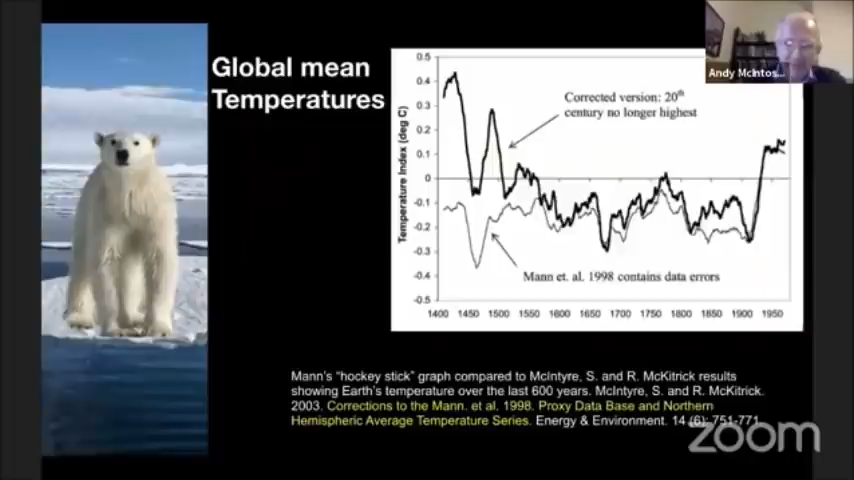 Global mean
Temperatures
Andy McIntos...
0.5
0.4
0.3
0.2
0.1
0
-0.1
-0.2
-0.3
-0.4
-0.5
Temperature Index (deg C)
Corrected version: 20th
century no longer highest
Mann et. al. 1998 contains data errors
1400 1450 1500 1550 1600 1650 1700 1750 1800 1850 1900 1950
Mann's "hockey stick" graph compared to McIntyre, S. and R. McKitrick results
showing Earth's temperature over the last 600 years. McIntyre, S. and R. McKitrick.
2003. Corrections to the Mann. et al. 1998. Proxy Data Base and Northern
Hemispheric Average Temperature Series. Energy & Environment. 14 (6): 751-771
zoom